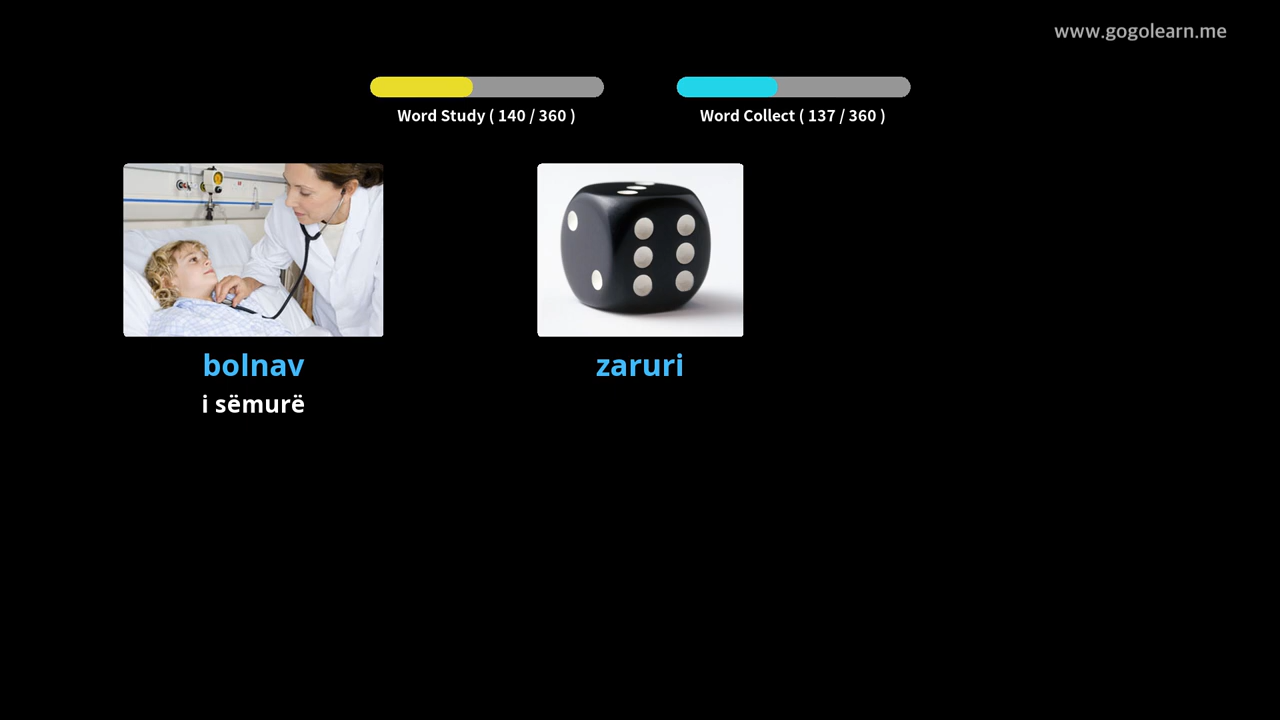 www.gogolearn.me
Word Study ( 140 / 360 )
Word Collect ( 137 / 360 )
bolnav
i sëmurë
zaruri